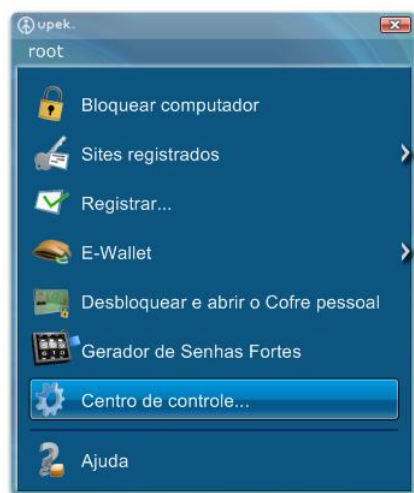 upek.
root
Bloquear computador
Sites registrados
Registrar...
E-Wallet
Desbloquear e abrir o Cofre pessoal
Gerador de Senhas Fortes
Centro de controle...
Ajuda